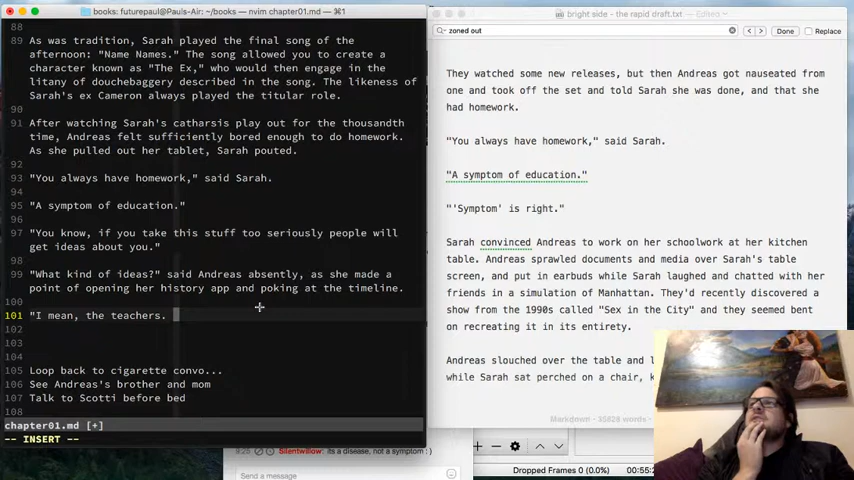 books: futurepaul@Pauls-Air: ~/books — nvim chapter01.md — ⌘1
88
89 As was tradition, Sarah played the final song of the
afternoon: "Name Names." The song allowed you to create a
character known as "The Ex," who would then engage in the
litany of douchebaggery described in the song. The likeness of
Sarah's ex Cameron always played the titular role.
90
91 After watching Sarah's catharsis play out for the thousandth
time, Andreas felt sufficiently bored enough to do homework.
As she pulled out her tablet, Sarah pouted.
92
93 "You always have homework," said Sarah.
94
95 "A symptom of education."
96
97 "You know, if you take this stuff too seriously people will
get ideas about you."
98
99 "What kind of ideas?" said Andreas absently, as she made a
point of opening her history app and poking at the timeline.
100
101 "I mean, the teachers.
102
103
104
105 Loop back to cigarette convo...
106 See Andreas's brother and mom
107 Talk to Scotti before bed
108
chapter01.md [+]
-- INSERT --
bright side - the rapid draft.txt — Edited
zoned out
Done
Replace
They watched some new releases, but then Andreas got nauseated from
one and took off the set and told Sarah she was done, and that she
had homework.
"You always have homework," said Sarah.
"A symptom of education."
"'Symptom' is right."
Sarah convinced Andreas to work on her schoolwork at her kitchen
table. Andreas sprawled documents and media over Sarah's table
screen, and put in earbuds while Sarah laughed and chatted with her
friends in a simulation of Manhattan. They'd recently discovered a
show from the 1990s called "Sex in the City" and they seemed bent
on recreating it in its entirety.
Andreas slouched over the table and
while Sarah sat perched on a chair,
Markdown
Silentwillow: its a disease, not a symptom : )
Send a message
Dropped Frames 0 (0.0%)